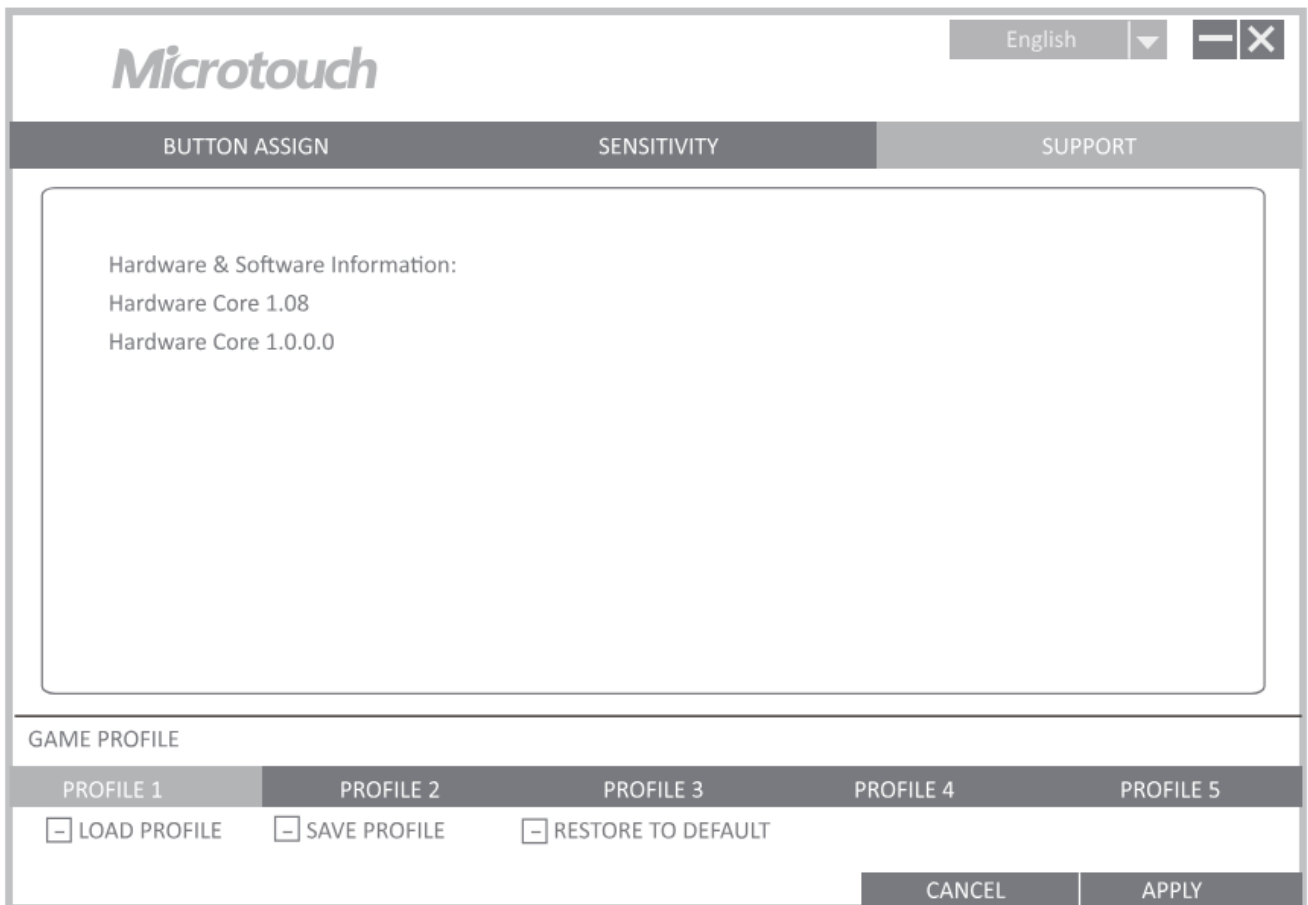 English
Microtouch
BUTTON ASSIGN SENSITIVITY SUPPORT
Hardware & Software Information:
Hardware Core 1.08
Hardware Core 1.0.0.0
GAME PROFILE
PROFILE 1 PROFILE 2 PROFILE 3 PROFILE 4 PROFILE 5
LOAD PROFILE SAVE PROFILE RESTORE TO DEFAULT
CANCEL APPLY